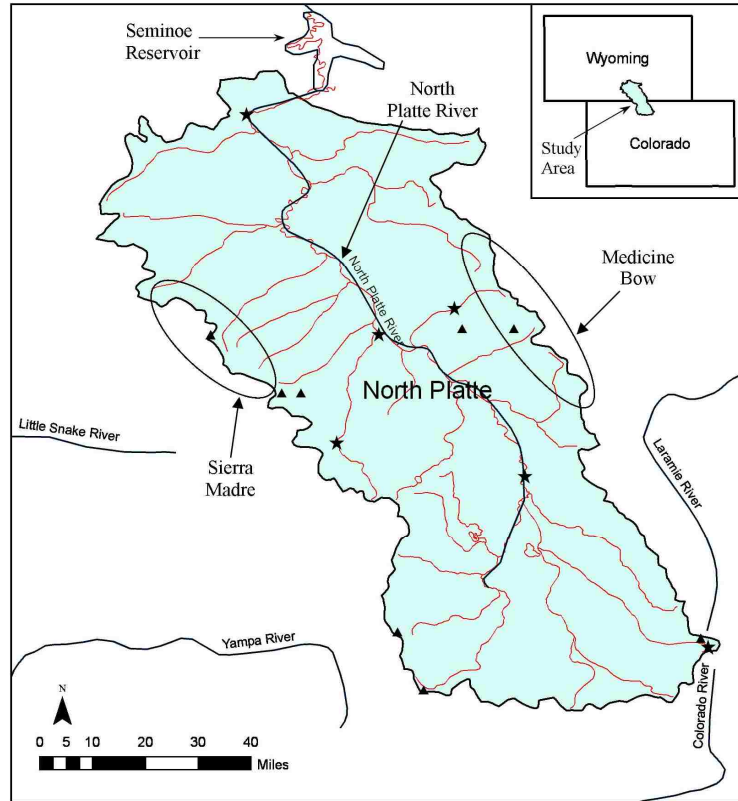 Seminoe
Reservoir
North
Platte River
Wyoming
Study
Area
Colorado
Medicine
Bow
North Platte River
North Platte
Little Snake River
Sierra
Madre
Laramie River
Yampa River
Colorado River
N
0 5 10 20 30 40
Miles